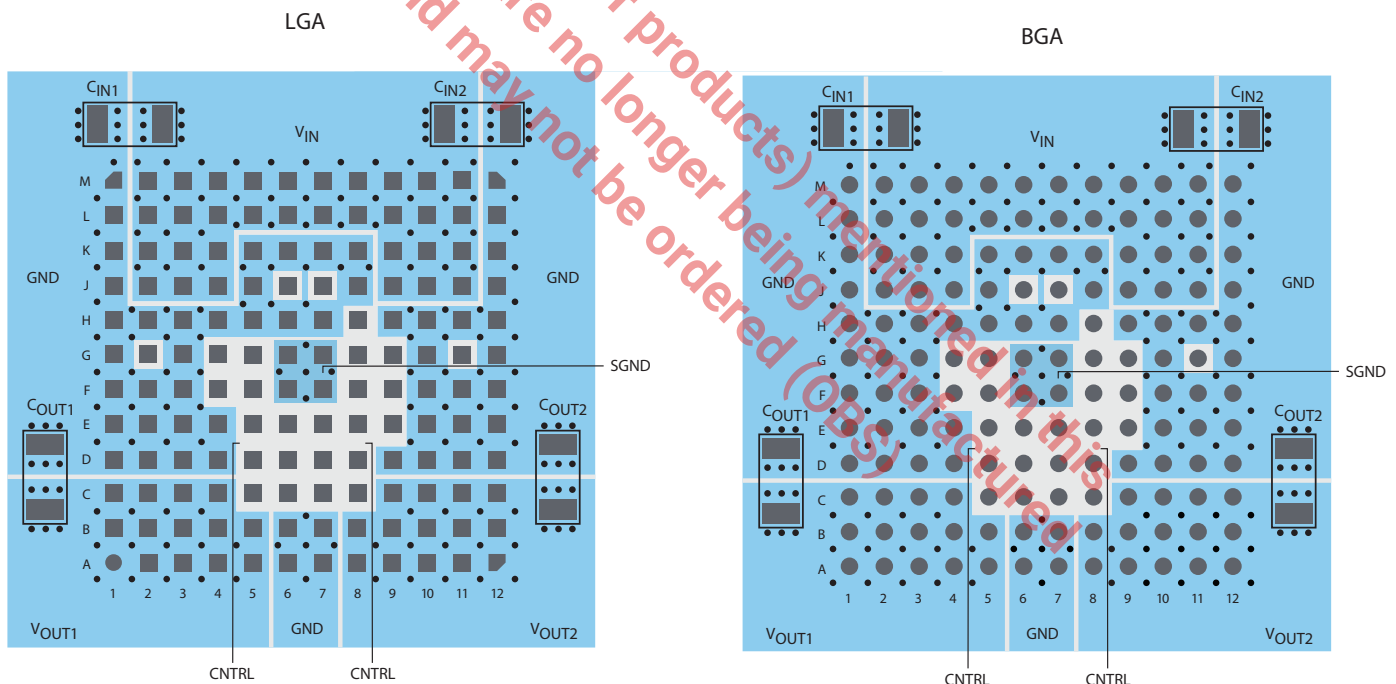 LGA
BGA
r products) mentioned in this
re no longer being manufactured
nd may not be ordered (OBS)
CIN1
CIN2
VIN
M
L
K
J
H
G
F
E
D
C
B
A
GND
GND
SGND
COUT1
COUT2
1 2 3 4 5 6 7 8 9 10 11 12
VOUT1
GND
VOUT2
CNTRL
CNTRL
CIN1
CIN2
VIN
M
L
K
J
H
G
F
E
D
C
B
A
GND
GND
SGND
COUT1
COUT2
1 2 3 4 5 6 7 8 9 10 11 12
VOUT1
GND
VOUT2
CNTRL
CNTRL